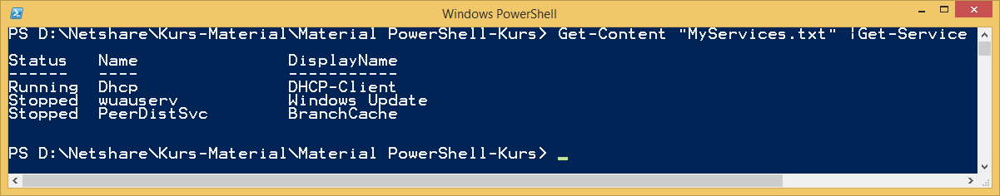 Windows PowerShell
PS D:\Netshare\Kurs-Material\Material PowerShell-Kurs> Get-Content "MyServices.txt" |Get-Service
Status   Name               DisplayName
------   ----               -----------
Running  Dhcp               DHCP-Client
Stopped  wuauserv           Windows Update
Stopped  PeerDistSvc        BranchCache
PS D:\Netshare\Kurs-Material\Material PowerShell-Kurs> _